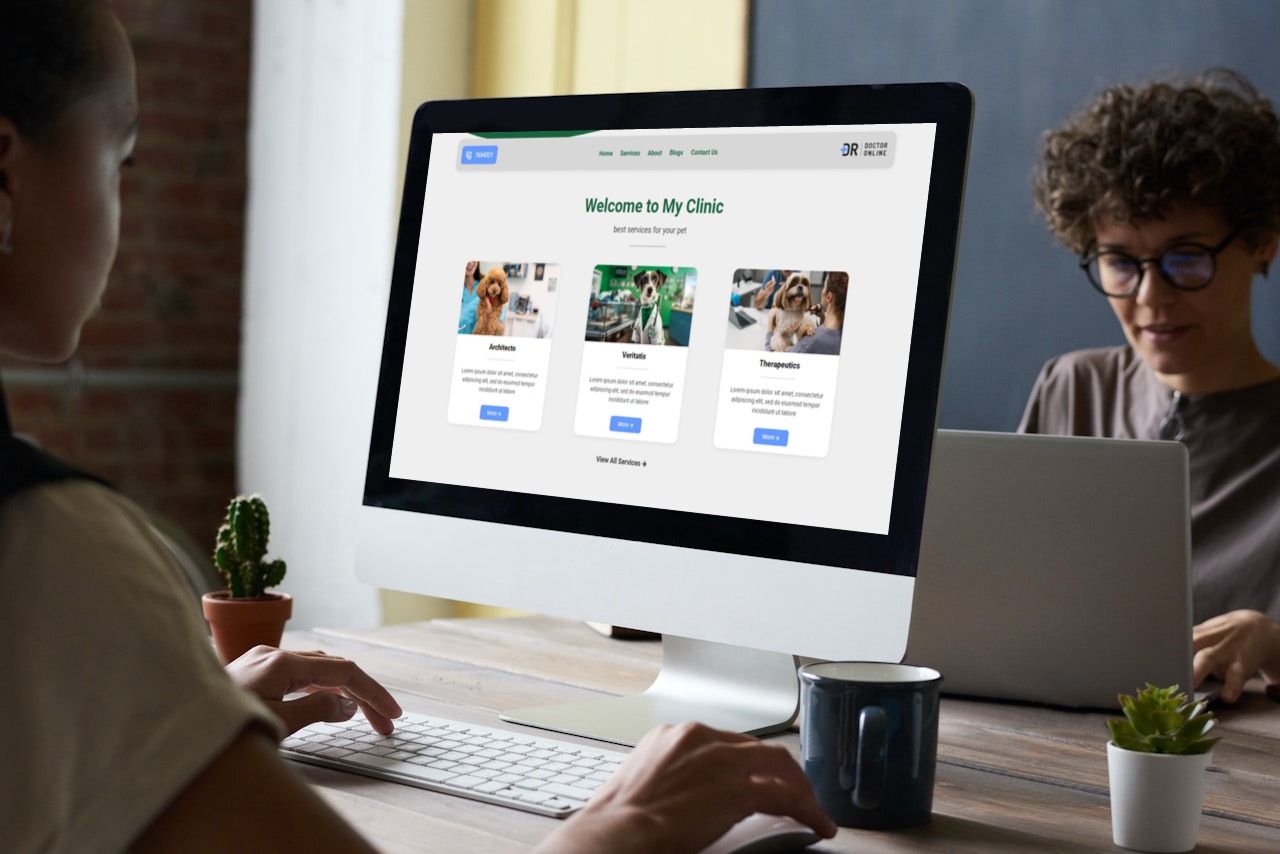 7654321
Home Services About Blogs Contact Us
DR DOCTOR
ONLINE
Welcome to My Clinic
best services for your pet
Architecto
Lorem ipsum dolor sit amet, consectetur
adipiscing elit, sed do eiusmod tempor
incididunt ut labore
More →
Veritatis
Lorem ipsum dolor sit amet, consectetur
adipiscing elit, sed do eiusmod tempor
incididunt ut labore
More →
Therapeutics
Lorem ipsum dolor sit amet, consectetur
adipiscing elit, sed do eiusmod tempor
incididunt ut labore
More →
View All Services →